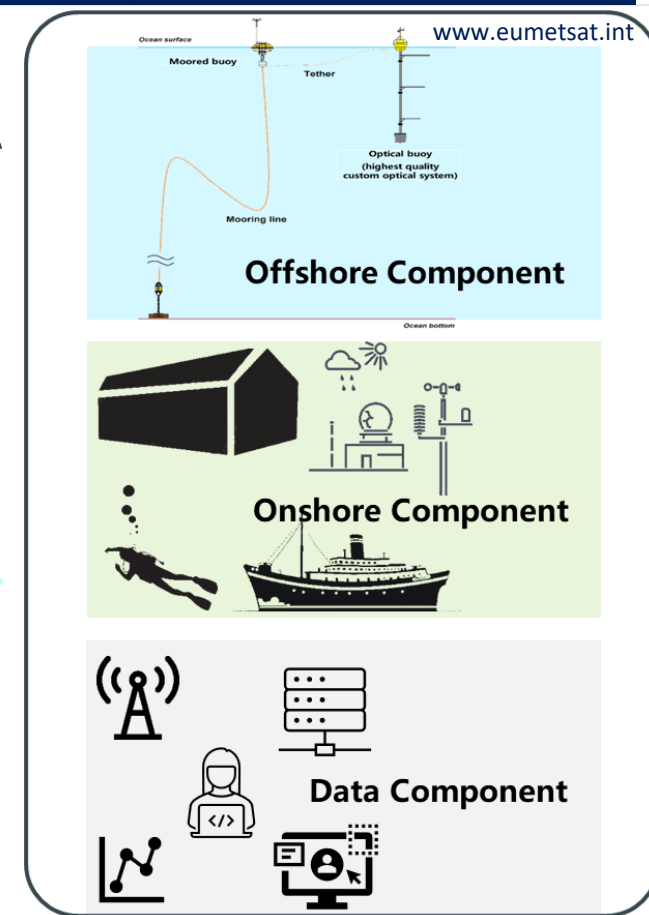 www.eumetsat.int
Ocean surface
Moored buoy
Tether
Optical buoy
(highest quality
custom optical system)
Mooring line
Offshore Component
Ocean bottom
Onshore Component
</>
Data Component